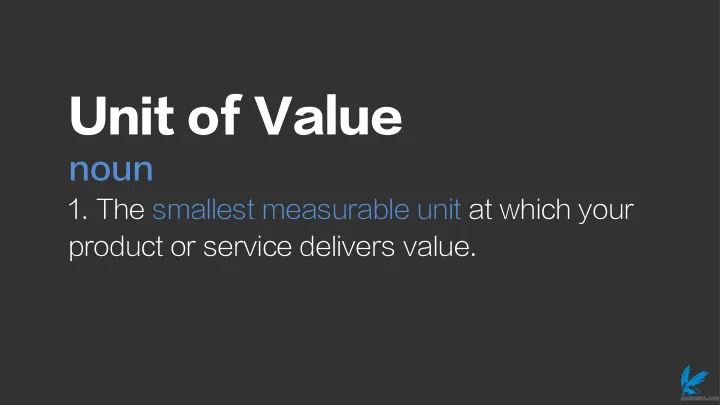 Unit of Value
noun
1. The smallest measurable unit at which your
product or service delivers value.